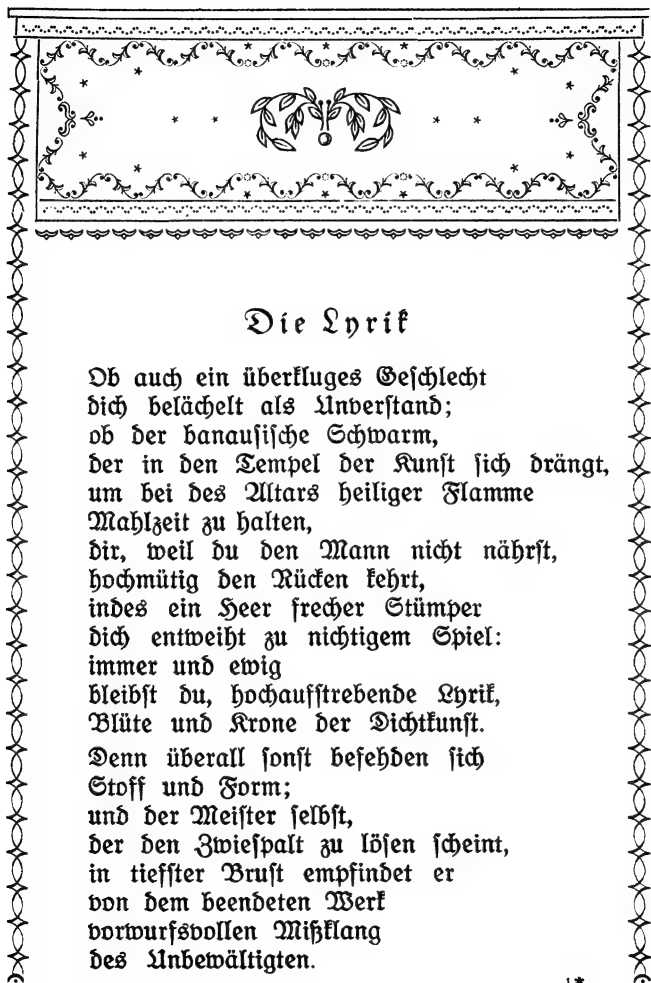 Die Lyrik
Ob auch ein überkluges Geschlecht
dich belächelt als Unverstand;
ob der banausische Schwarm,
der in den Tempel der Kunst sich drängt,
um bei des Altars heiliger Flamme
Mahlzeit zu halten,
dir, weil du den Mann nicht nährst,
hochmütig den Rücken kehrt,
indes ein Heer frecher Stümper
dich entweiht zu nichtigem Spiel:
immer und ewig
bleibst du, hochaufstrebende Lyrik,
Blüte und Krone der Dichtkunst.
Denn überall sonst befehden sich
Stoff und Form;
und der Meister selbst,
der den Zwiespalt zu lösen scheint,
in tiefster Brust empfindet er
von dem beendeten Werk
vorwurfsvollen Mißklang
des Unbewältigten.